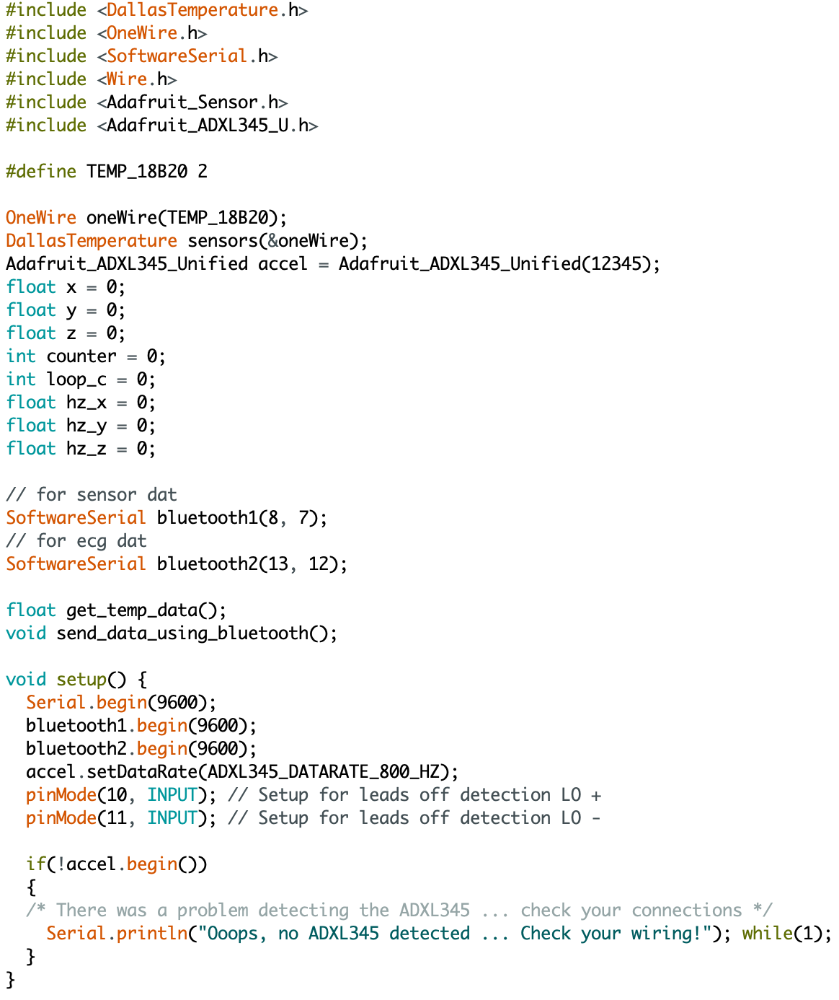 #include <DallasTemperature.h>
#include <OneWire.h>
#include <SoftwareSerial.h>
#include <Wire.h>
#include <Adafruit_Sensor.h>
#include <Adafruit_ADXL345_U.h>

#define TEMP_18B20 2

OneWire oneWire(TEMP_18B20);
DallasTemperature sensors(&oneWire);
Adafruit_ADXL345_Unified accel = Adafruit_ADXL345_Unified(12345);
float x = 0;
float y = 0;
float z = 0;
int counter = 0;
int loop_c = 0;
float hz_x = 0;
float hz_y = 0;
float hz_z = 0;

// for sensor dat
SoftwareSerial bluetooth1(8, 7);
// for ecg dat
SoftwareSerial bluetooth2(13, 12);

float get_temp_data();
void send_data_using_bluetooth();

void setup() {
  Serial.begin(9600);
  bluetooth1.begin(9600);
  bluetooth2.begin(9600);
  accel.setDataRate(ADXL345_DATARATE_800_HZ);
  pinMode(10, INPUT); // Setup for leads off detection LO +
  pinMode(11, INPUT); // Setup for leads off detection LO -

  if(!accel.begin())
  {
  /* There was a problem detecting the ADXL345 ... check your connections */
    Serial.println("Ooops, no ADXL345 detected ... Check your wiring!"); while(1);
  }
}